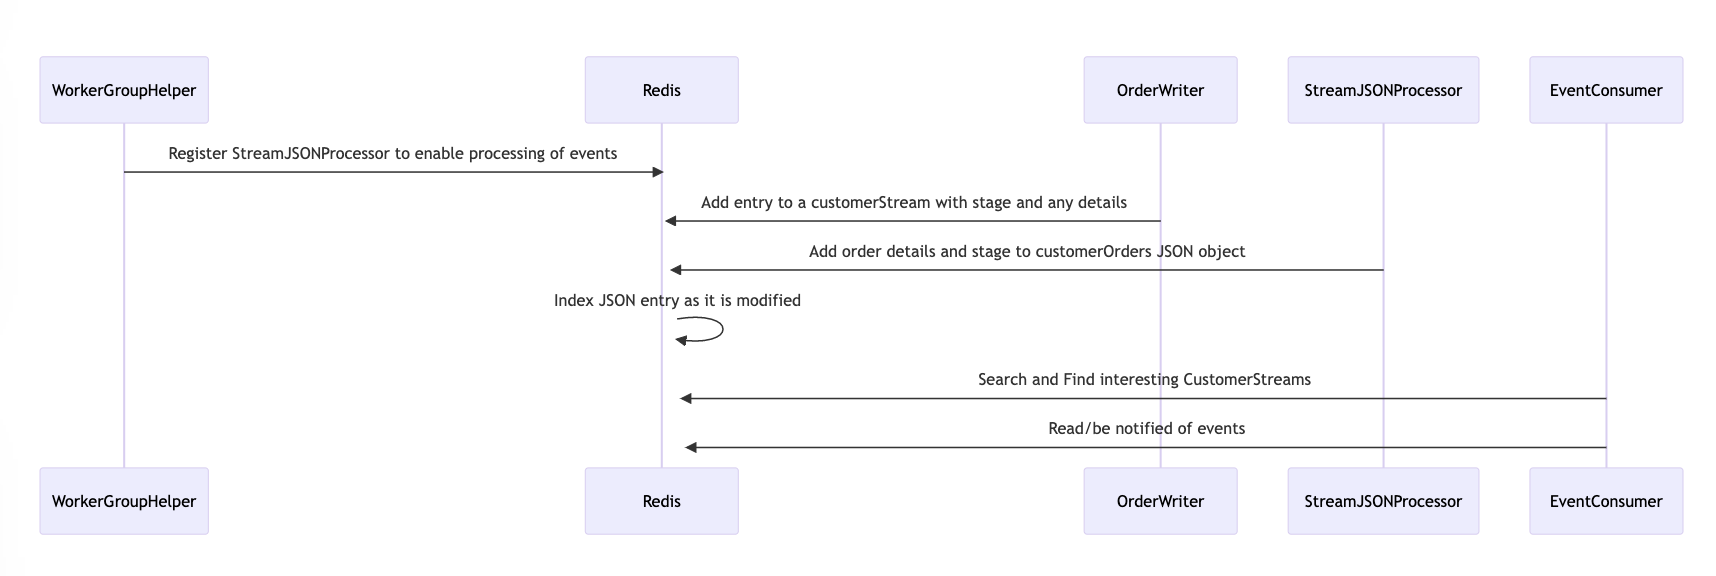 WorkerGroupHelper
Redis
OrderWriter
StreamJSONProcessor
EventConsumer
Register StreamJSONProcessor to enable processing of events
Add entry to a customerStream with stage and any details
Add order details and stage to customerOrders JSON object
Index JSON entry as it is modified
Search and Find interesting CustomerStreams
Read/be notified of events
WorkerGroupHelper
Redis
OrderWriter
StreamJSONProcessor
EventConsumer